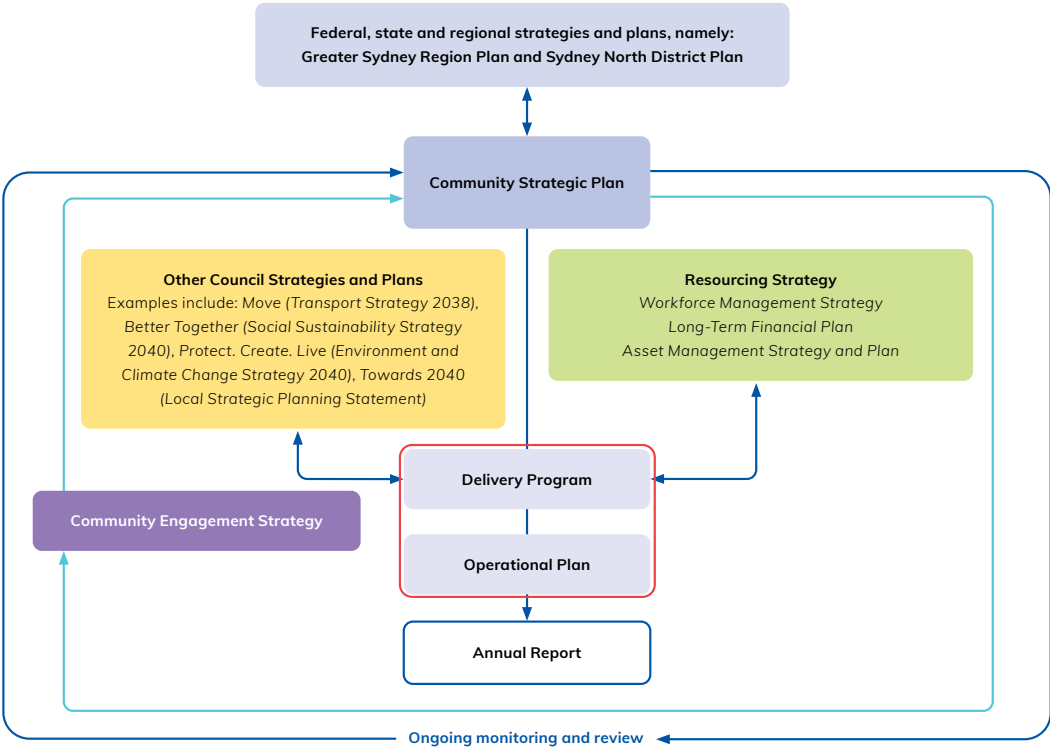 Federal, state and regional strategies and plans, namely:
Greater Sydney Region Plan and Sydney North District Plan
Community Strategic Plan
Other Council Strategies and Plans
Examples include: Move (Transport Strategy 2038),
Better Together (Social Sustainability Strategy
2040), Protect. Create. Live (Environment and
Climate Change Strategy 2040), Towards 2040
(Local Strategic Planning Statement)
Resourcing Strategy
Workforce Management Strategy
Long-Term Financial Plan
Asset Management Strategy and Plan
Delivery Program
Community Engagement Strategy
Operational Plan
Annual Report
Ongoing monitoring and review